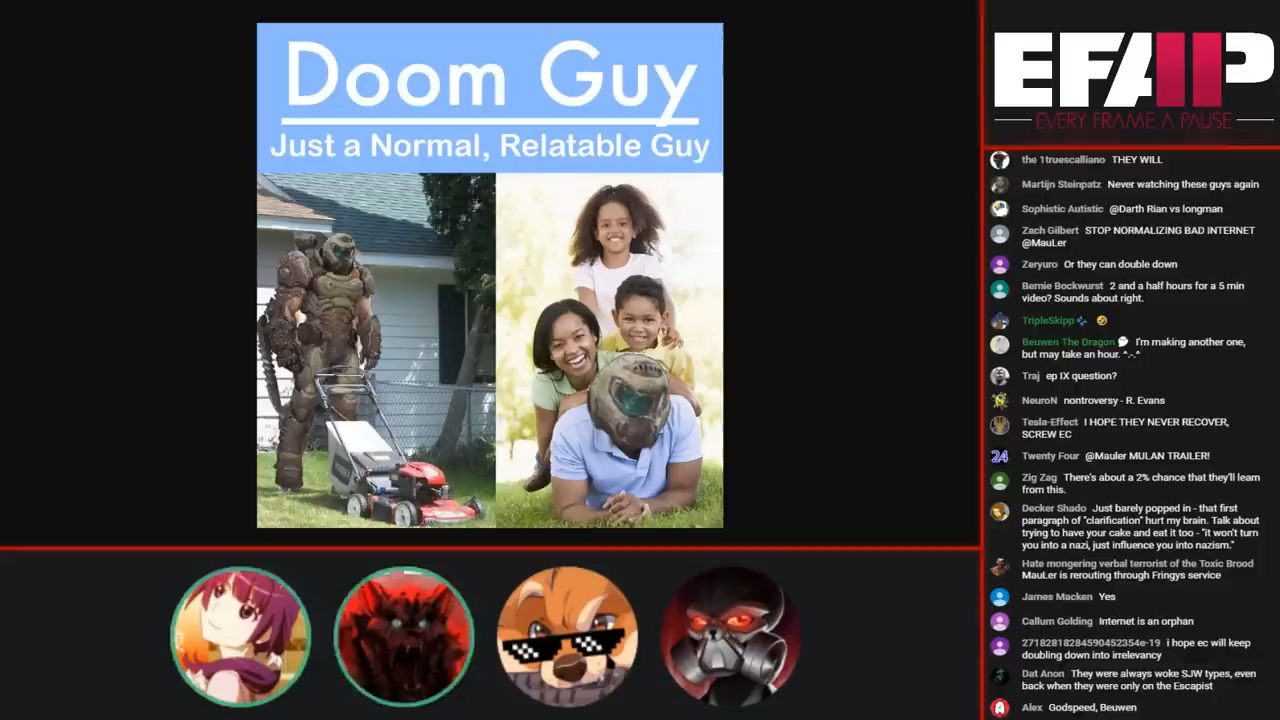 Doom Guy
Just a Normal, Relatable Guy
EFAP
EVERY FRAME A PAUSE
the 1truescalliano THEY WILL
Martijn Steinpatz Never watching these guys again
Sophistic Autistic @Darth Rian vs longman
Zach Gilbert STOP NORMALIZING BAD INTERNET
@MauLer
Zeryuro Or they can double down
Bernie Bockwurst 2 and a half hours for a 5 min
video? Sounds about right.
TripleSkipp
Beuwen The Dragon I'm making another one,
but may take an hour. ^.-.^
Traj ep IX question?
NeuroN nontroversy - R. Evans
Tesla-Effect I HOPE THEY NEVER RECOVER,
SCREW EC
24 Twenty Four @Mauler MULAN TRAILER!
Zig Zag There's about a 2% chance that they'll learn
from this.
Decker Shado Just barely popped in - that first
paragraph of "clarification" hurt my brain. Talk about
trying to have your cake and eat it too - "it won't turn
you into a nazi, just influence you into nazism."
Hate mongering verbal terrorist of the Toxic Brood
MauLer is rerouting through Fringys service
James Macken Yes
Callum Golding Internet is an orphan
27182818284590452354e-19 i hope ec will keep
doubling down into irrelevancy
Dat Anon They were always woke SJW types, even
back when they were only on the Escapist
Alex Godspeed, Beuwen